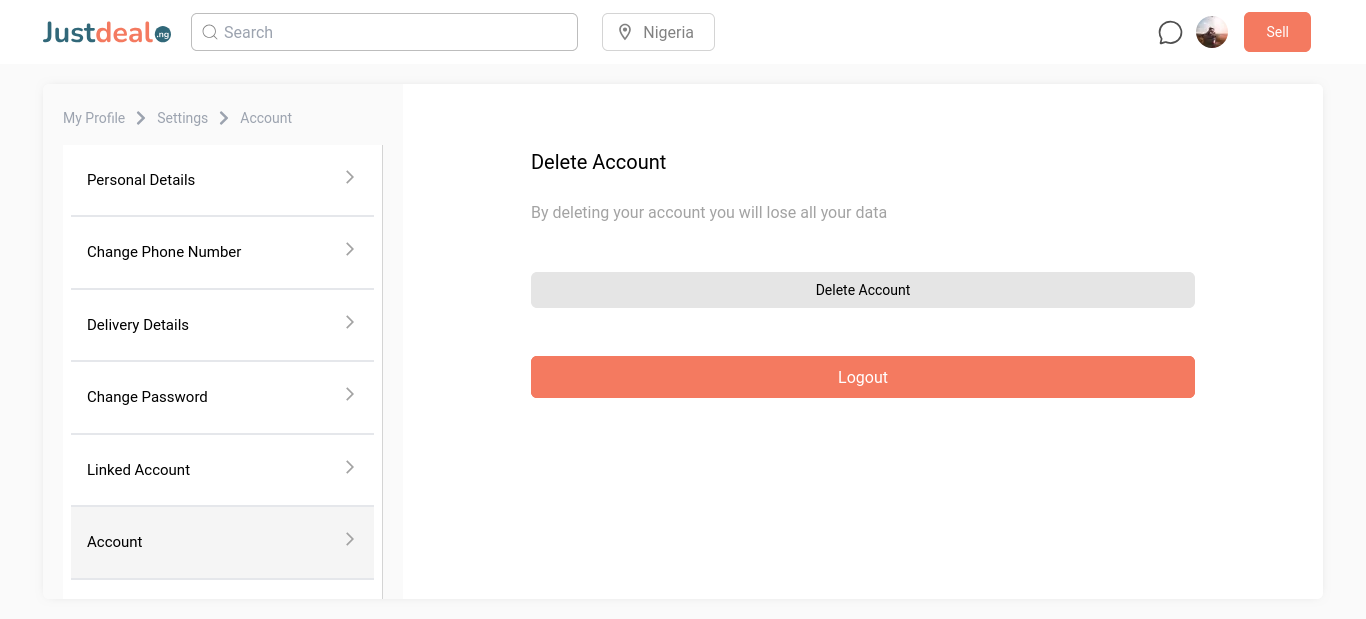 Justdeal.ng
Search
Nigeria
Sell
My Profile
Settings
Account
Personal Details
Change Phone Number
Delivery Details
Change Password
Linked Account
Account
Delete Account
By deleting your account you will lose all your data
Delete Account
Logout